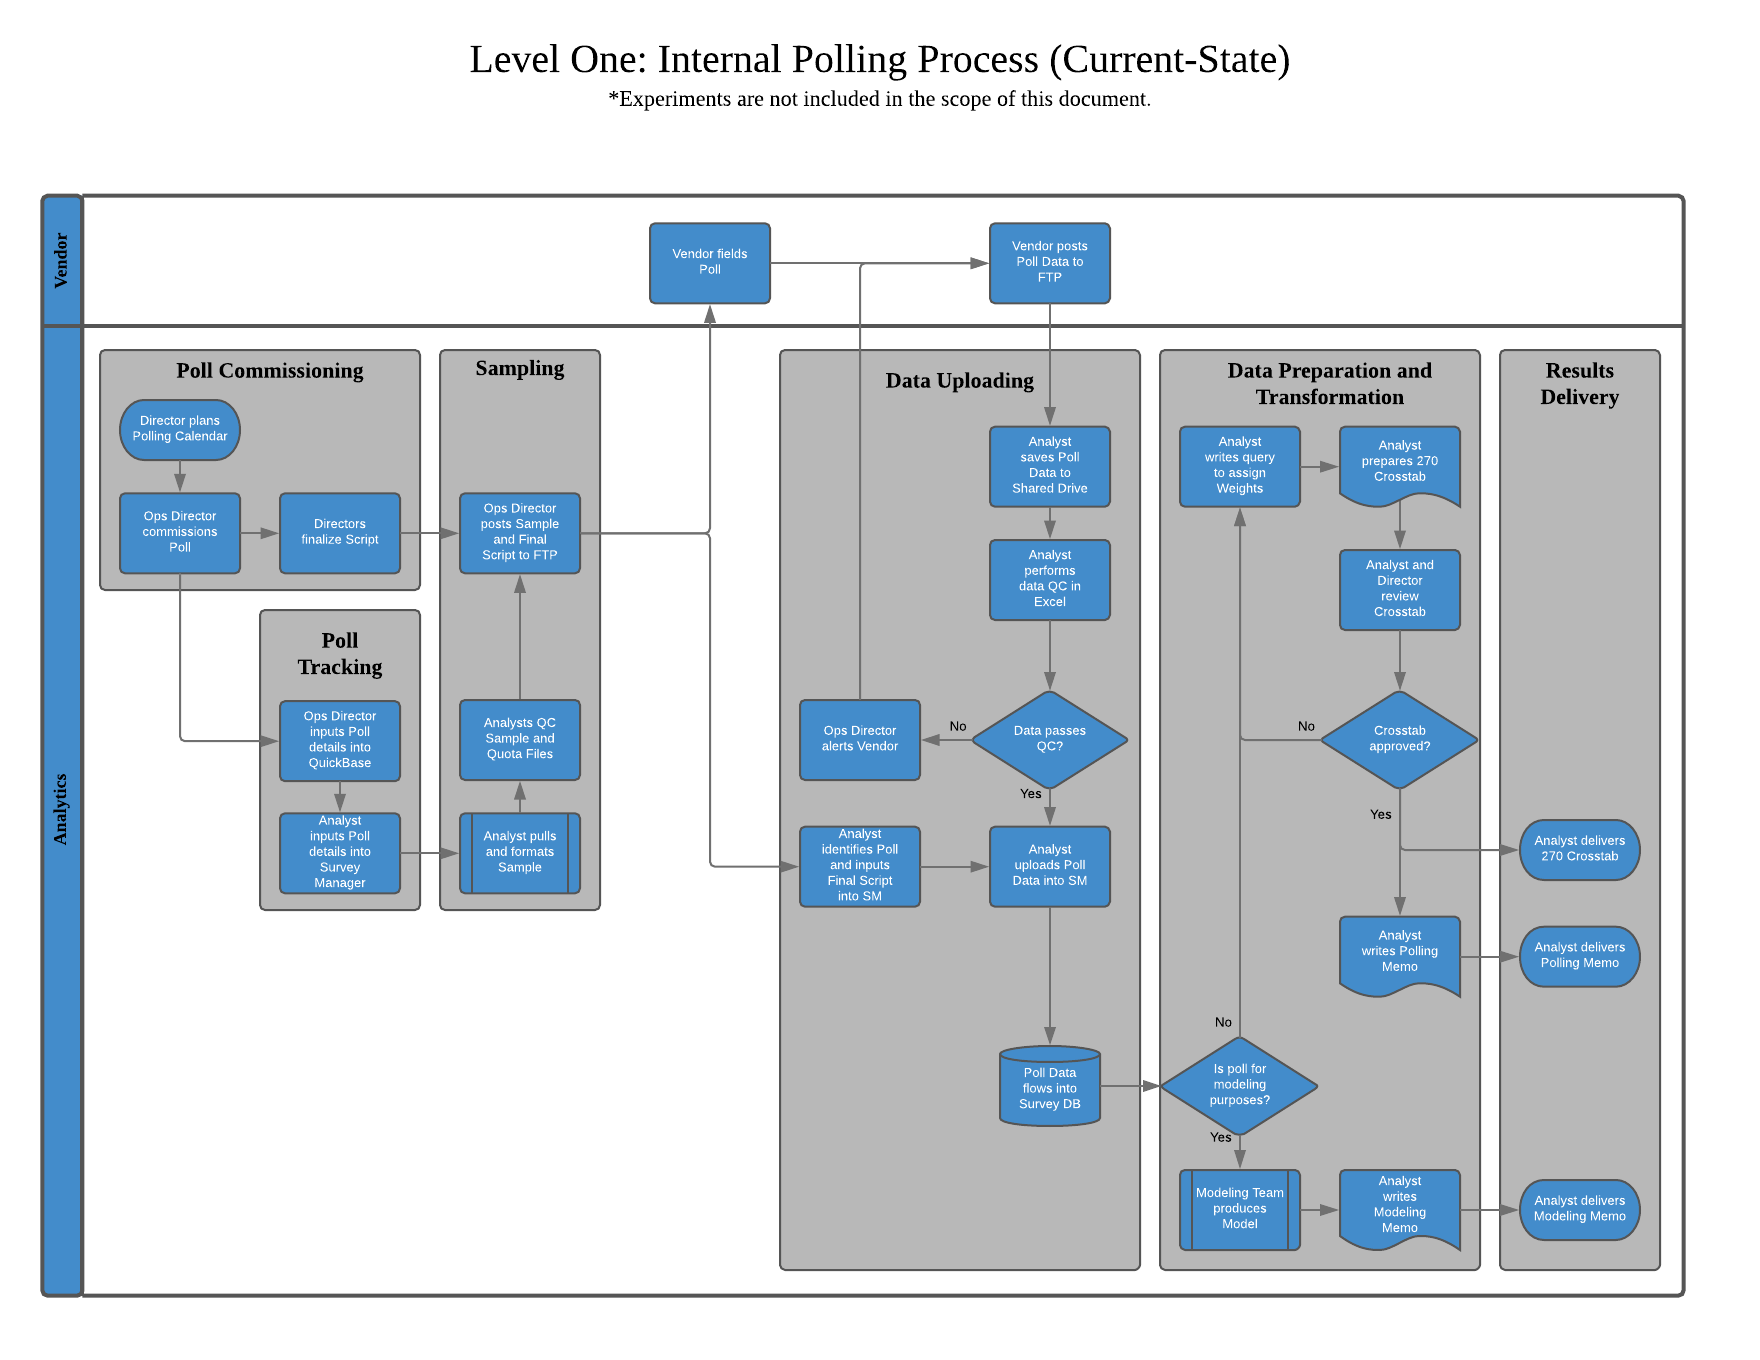 Level One: Internal Polling Process (Current-State)
*Experiments are not included in the scope of this document.
Vendor
Vendor fields
Poll
Vendor posts
Poll Data to
FTP
Analytics
Poll Commissioning
Director plans
Polling Calendar
Ops Director
commissions
Poll
Directors
finalize Script
Poll
Tracking
Ops Director
inputs Poll
details into
QuickBase
Analyst
inputs Poll
details into
Survey
Manager
Sampling
Ops Director
posts Sample
and Final
Script to FTP
Analysts QC
Sample and
Quota Files
Analyst pulls
and formats
Sample
Data Uploading
Analyst
saves Poll
Data to
Shared Drive
Analyst
performs
data QC in
Excel
Ops Director
alerts Vendor
No
Data passes
QC?
Yes
Analyst
identifies Poll
and inputs
Final Script
into SM
Analyst
uploads Poll
Data into SM
Poll Data
flows into
Survey DB
Data Preparation and
Transformation
Analyst
writes query
to assign
Weights
Analyst
prepares 270
Crosstab
Analyst and
Director
review
Crosstab
No
Crosstab
approved?
Yes
Analyst
writes Polling
Memo
No
Is poll for
modeling
purposes?
Yes
Modeling Team
produces
Model
Analyst
writes
Modeling
Memo
Results
Delivery
Analyst delivers
270 Crosstab
Analyst delivers
Polling Memo
Analyst delivers
Modeling Memo